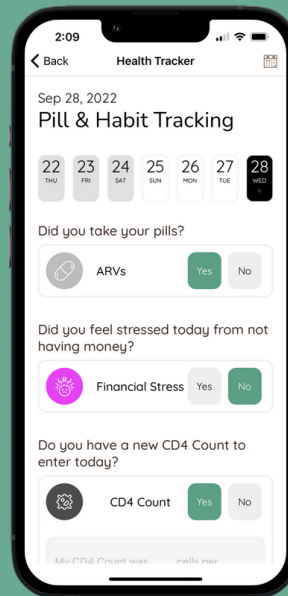 2:09
Back Health Tracker
Sep 28, 2022
Pill & Habit Tracking
22 23 24 25 26 27 28
THU FRI SAT SUN MON TUE WED
Did you take your pills?
ARVs Yes No
Did you feel stressed today from not
having money?
Financial Stress Yes No
Do you have a new CD4 Count to
enter today?
CD4 Count Yes No
My CD4 Count was cells per